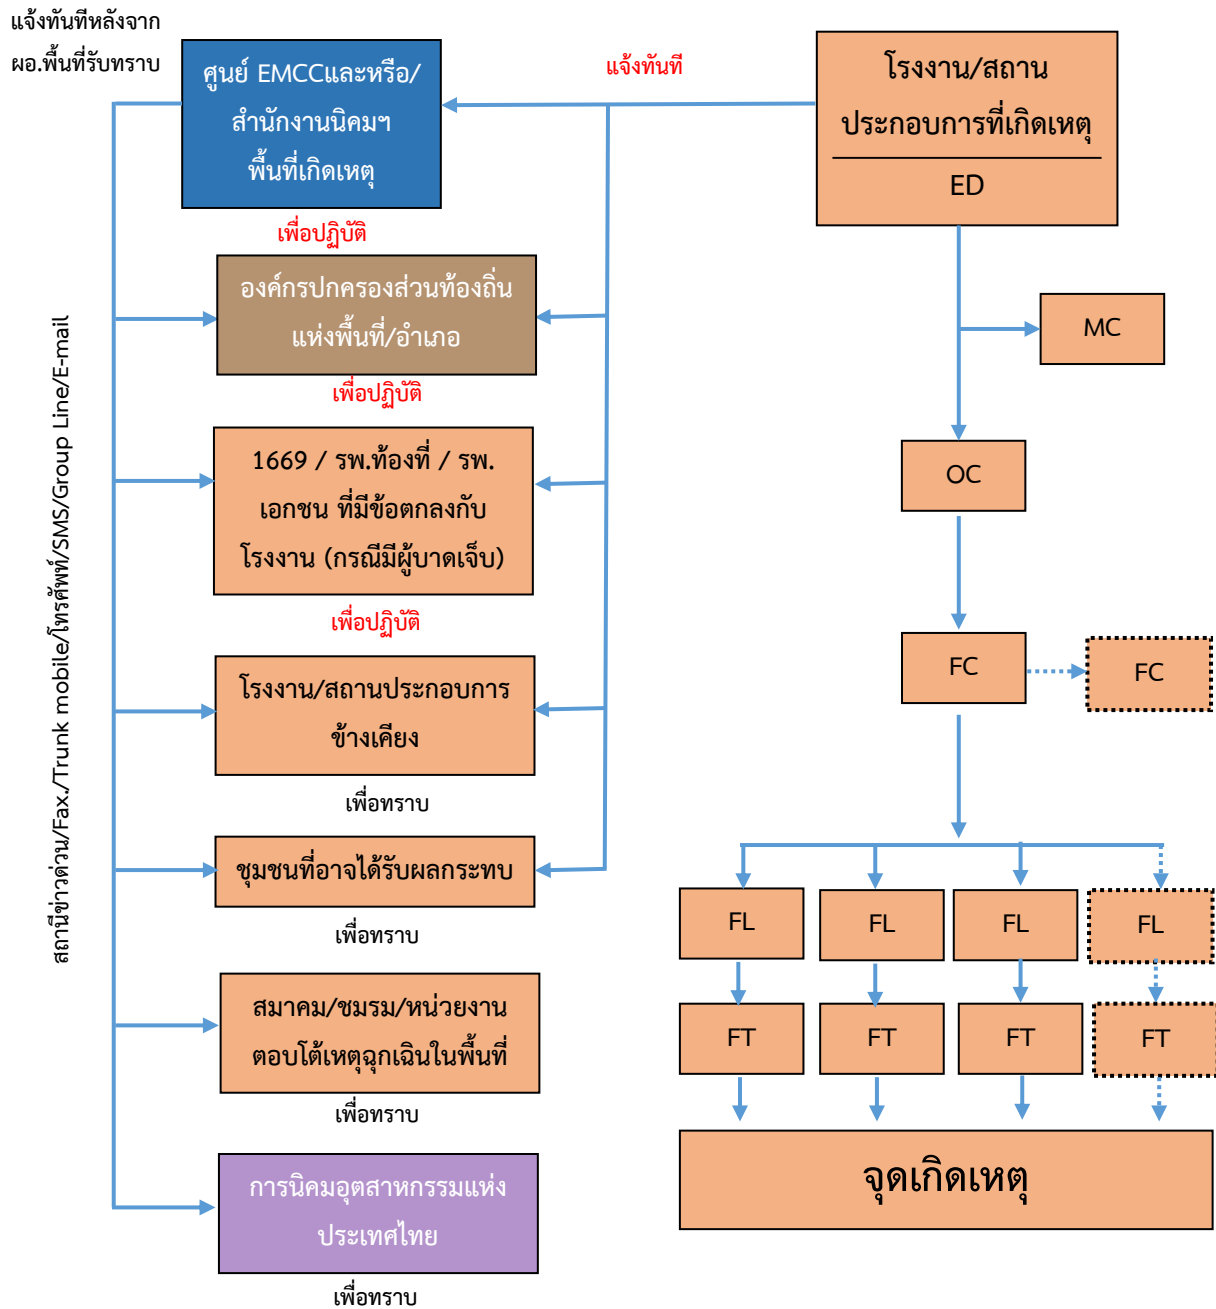 แจ้งทันทีหลังจาก
ผอ.พื้นที่รับทราบ
ศูนย์ EMCCและหรือ/
สำนักงานนิคมฯ
พื้นที่เกิดเหตุ
เพื่อปฏิบัติ
แจ้งทันที
โรงงาน/สถาน
ประกอบการที่เกิดเหตุ
ED
องค์กรปกครองส่วนท้องถิ่น
แห่งพื้นที่/อำเภอ
เพื่อปฏิบัติ
MC
1669 / รพ.ท้องที่ / รพ.
เอกชน ที่มีข้อตกลงกับ
โรงงาน (กรณีมีผู้บาดเจ็บ)
เพื่อปฏิบัติ
OC
สถานีข่าวด่วน/Fax./Trunk mobile/โทรศัพท์/SMS/Group Line/E-mail
โรงงาน/สถานประกอบการ
ข้างเคียง
เพื่อทราบ
FC
FC
ชุมชนที่อาจได้รับผลกระทบ
เพื่อทราบ
FL
FL
FL
FL
สมาคม/ชมรม/หน่วยงาน
ตอบโต้เหตุฉุกเฉินในพื้นที่
เพื่อทราบ
FT
FT
FT
FT
การนิคมอุตสาหกรรมแห่ง
ประเทศไทย
เพื่อทราบ
จุดเกิดเหตุ